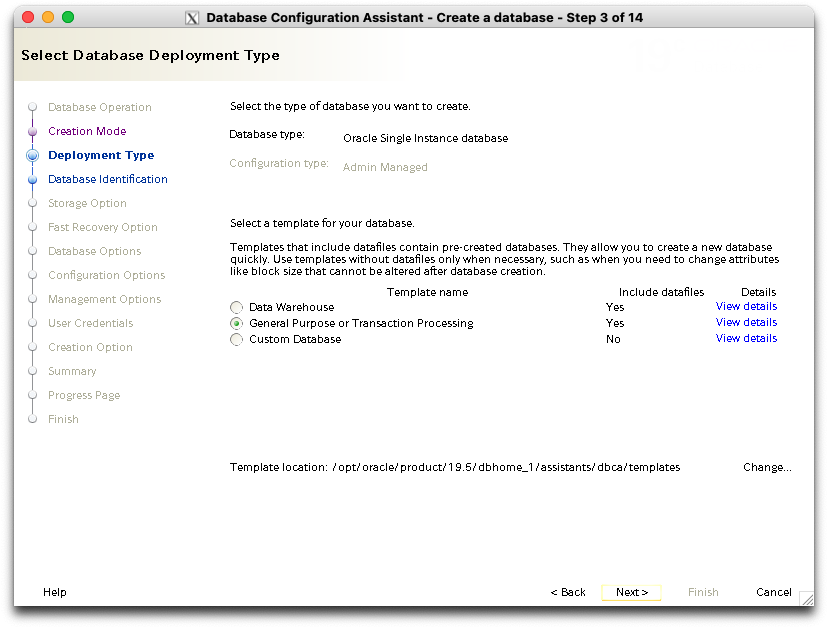 Database Configuration Assistant - Create a database - Step 3 of 14
Select Database Deployment Type
Database Operation
Creation Mode
Deployment Type
Database Identification
Storage Option
Fast Recovery Option
Database Options
Configuration Options
Management Options
User Credentials
Creation Option
Summary
Progress Page
Finish
Select the type of database you want to create.
Database type: Oracle Single Instance database
Configuration type: Admin Managed
Select a template for your database.
Templates that include datafiles contain pre-created databases. They allow you to create a new database
quickly. Use templates without datafiles only when necessary, such as when you need to change attributes
like block size that cannot be altered after database creation.
Template name Include datafiles Details
Data Warehouse Yes View details
General Purpose or Transaction Processing Yes View details
Custom Database No View details
Template location: /opt/oracle/product/19.5/dbhome_1/assistants/dbca/templates Change...
Help < Back Next > Finish Cancel